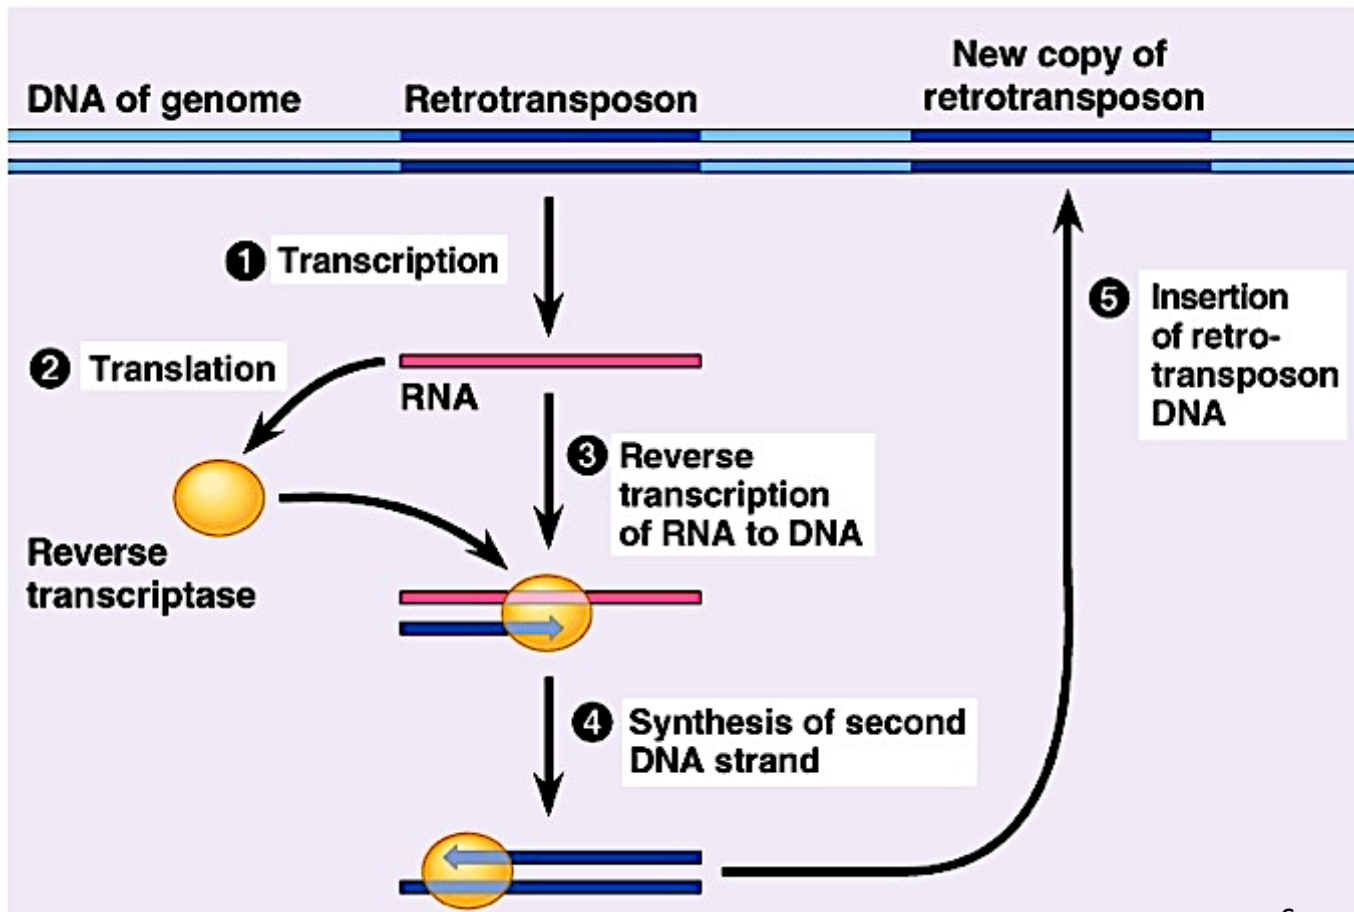 DNA of genome
Retrotransposon
New copy of
retrotransposon
1 Transcription
2 Translation
RNA
Reverse
transcriptase
3 Reverse
transcription
of RNA to DNA
4 Synthesis of second
DNA strand
5 Insertion
of retro-
transposon
DNA